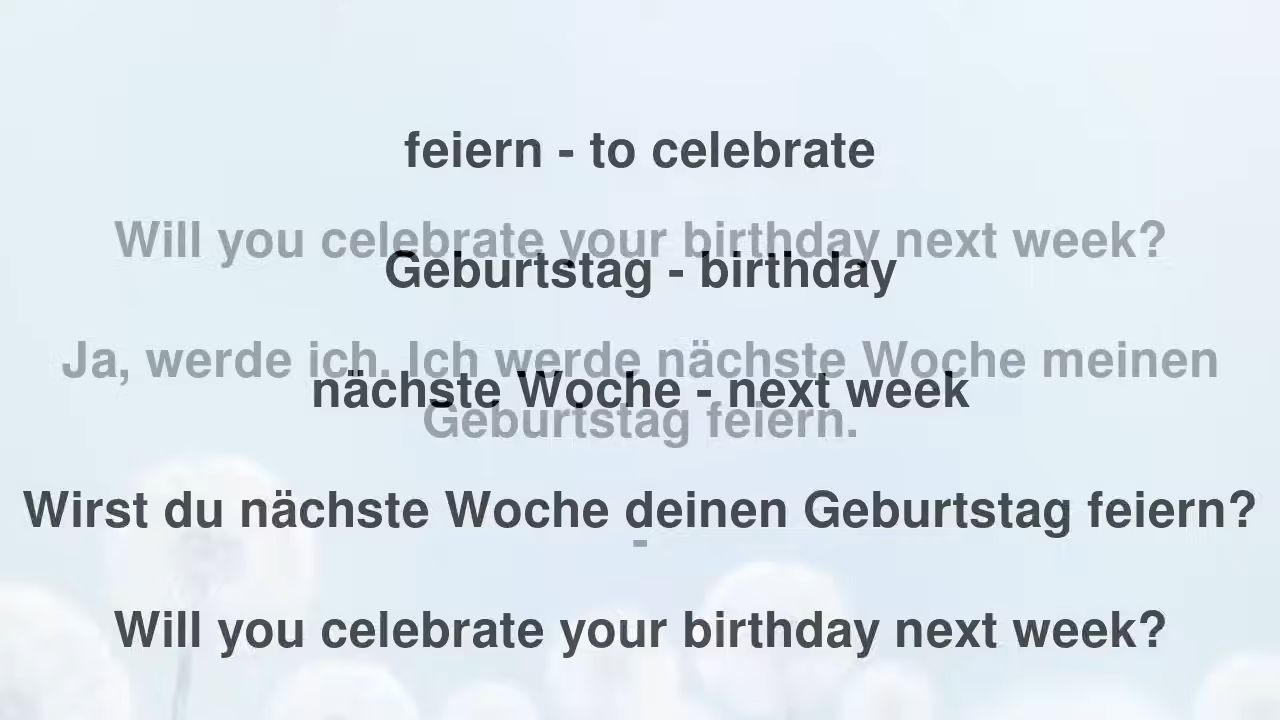 feiern - to celebrate
Will you celebrate your birthday next week?
Geburtstag - birthday
Ja, werde ich. Ich werde nächste Woche meinen
nächste Woche - next week
Geburtstag feiern.
Wirst du nächste Woche deinen Geburtstag feiern?
-
Will you celebrate your birthday next week?